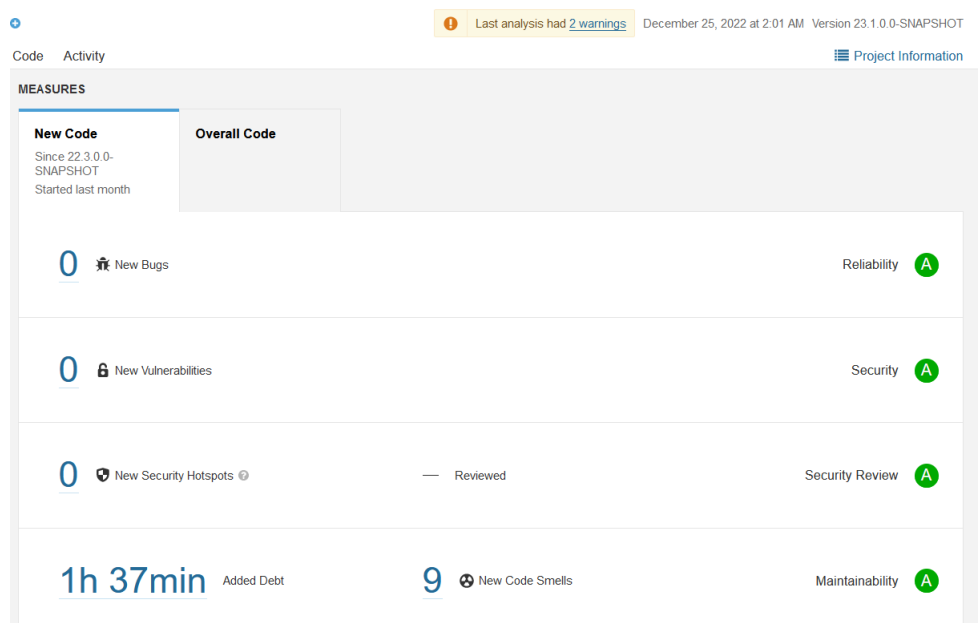 Last analysis had 2 warnings December 25, 2022 at 2:01 AM Version 23.1.0.0-SNAPSHOT
Code Activity Project Information
MEASURES
New Code Overall Code
Since 22.3.0.0-
SNAPSHOT
Started last month
0 New Bugs Reliability A
0 New Vulnerabilities Security A
0 New Security Hotspots ? — Reviewed Security Review A
1h 37min Added Debt 9 New Code Smells Maintainability A